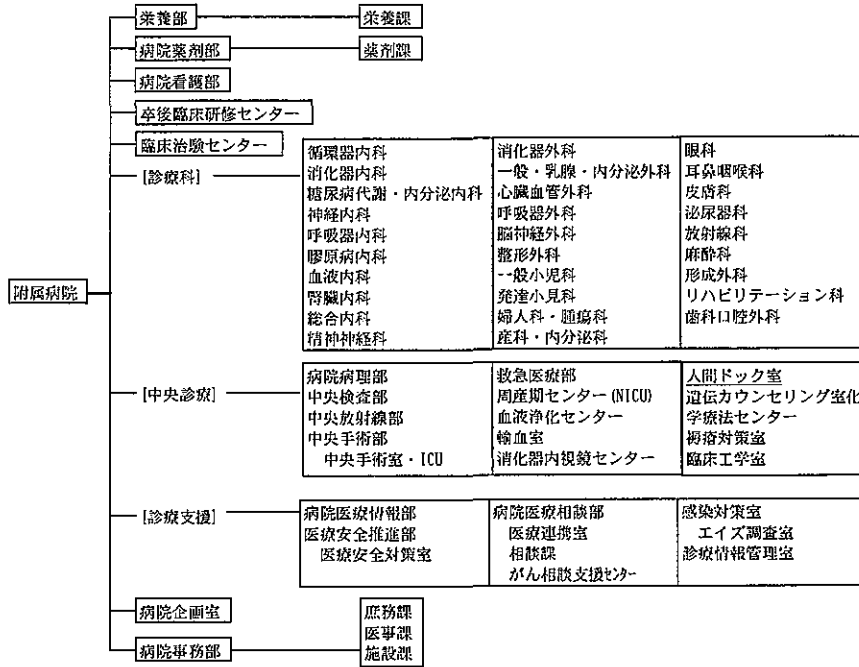 栄養部 栄養課
病院薬剤部 薬剤課
病院看護部
卒後臨床研修センター
臨床治験センター
[診療科]
循環器内科
消化器内科
糖尿病代謝・内分泌内科
神経内科
呼吸器内科
膠原病内科
血液内科
腎臓内科
総合内科
精神神経科
消化器外科
一般・乳腺・内分泌外科
心臓血管外科
呼吸器外科
脳神経外科
整形外科
一般小児科
発達小児科
婦人科・腫瘍科
産科・内分泌科
眼科
耳鼻咽喉科
皮膚科
泌尿器科
放射線科
麻酔科
形成外科
リハビリテーション科
歯科口腔外科
附属病院
[中央診療]
病院病理部
中央検査部
中央放射線部
中央手術部
中央手術室・ICU
救急医療部
周産期センター(NICU)
血液浄化センター
輸血室
消化器内視鏡センター
人間ドック室
遺伝カウンセリング室化
学療法センター
褥瘡対策室
臨床工学室
[診療支援]
病院医療情報部
医療安全推進部
医療安全対策室
病院医療相談部
医療連携室
相談課
がん相談支援センター
感染対策室
エイズ調査室
診療情報管理室
病院企画室
病院事務部
庶務課
医事課
施設課